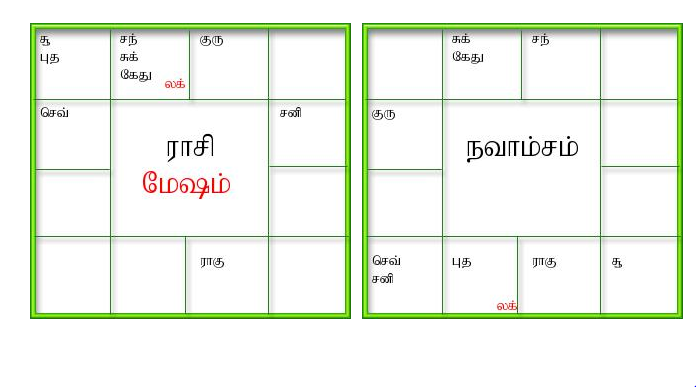 சூ
புத
சந்
சுக்
கேது
லக்
குரு
செவ்
சனி
ராசி
மேஷம்
ராகு
சுக்
கேது
சந்
குரு
நவாம்சம்
செவ்
சனி
புத
லக்
ராகு
சூ